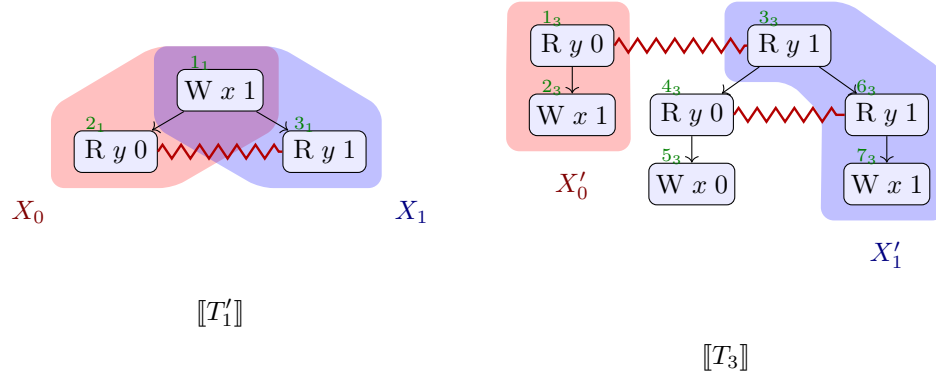 1₁
W x 1
2₁
R y 0
3₁
R y 1
X₀
X₁
⟦T′₁⟧
1₃
R y 0
3₃
R y 1
2₃
W x 1
4₃
R y 0
6₃
R y 1
5₃
W x 0
7₃
W x 1
X′₀
X′₁
⟦T₃⟧